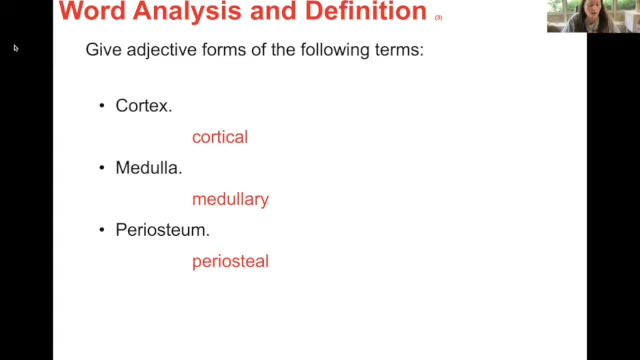 Word Analysis and Definition (3)
Give adjective forms of the following terms:
• Cortex.
cortical
• Medulla.
medullary
• Periosteum.
periosteal